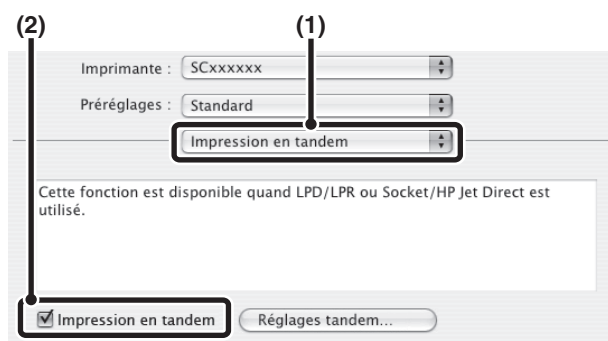 (2) (1)
Imprimante : SCxxxxxx
Préréglages : Standard
Impression en tandem
Cette fonction est disponible quand LPD/LPR ou Socket/HP Jet Direct est
utilisé.
Impression en tandem Réglages tandem...